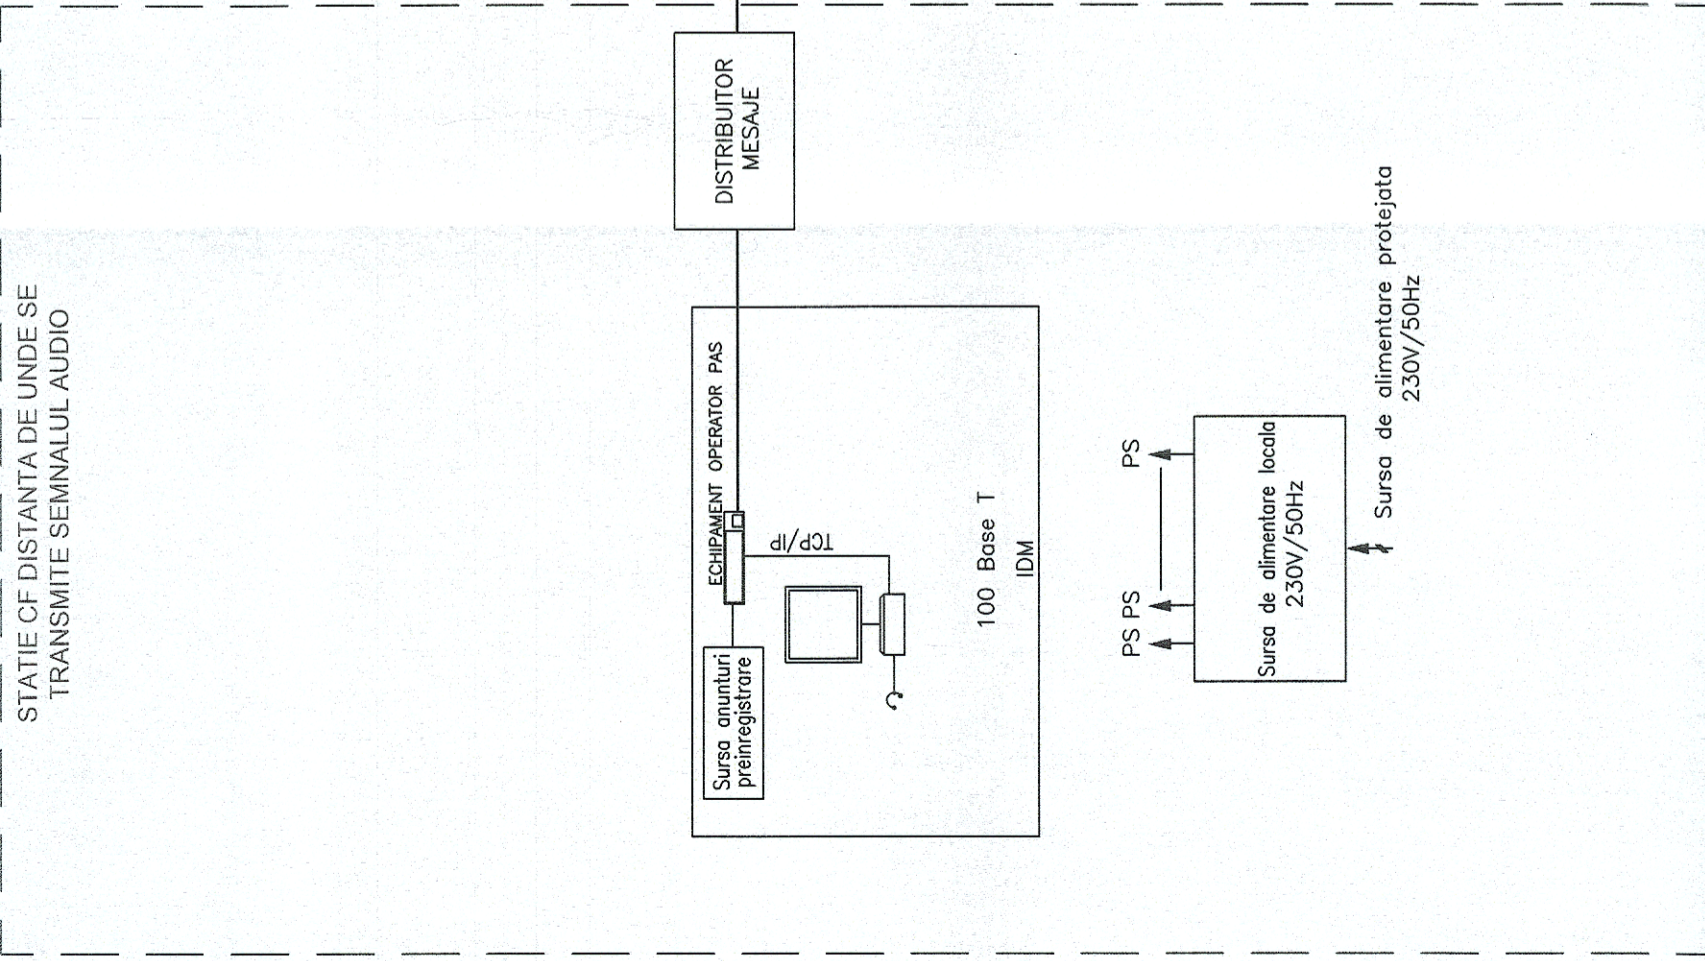 STATIE CF DISTANTA DE UNDE SE
TRANSMITE SEMNALUL AUDIO
DISTRIBUITOR
MESAJE
ECHIPAMENT OPERATOR PAS
Sursa anunturi
preinregistrare
TCP/IP
100 Base T
IDM
PS PS PS
Sursa de alimentare locala
230V/50Hz
Sursa de alimentare protejata
230V/50Hz